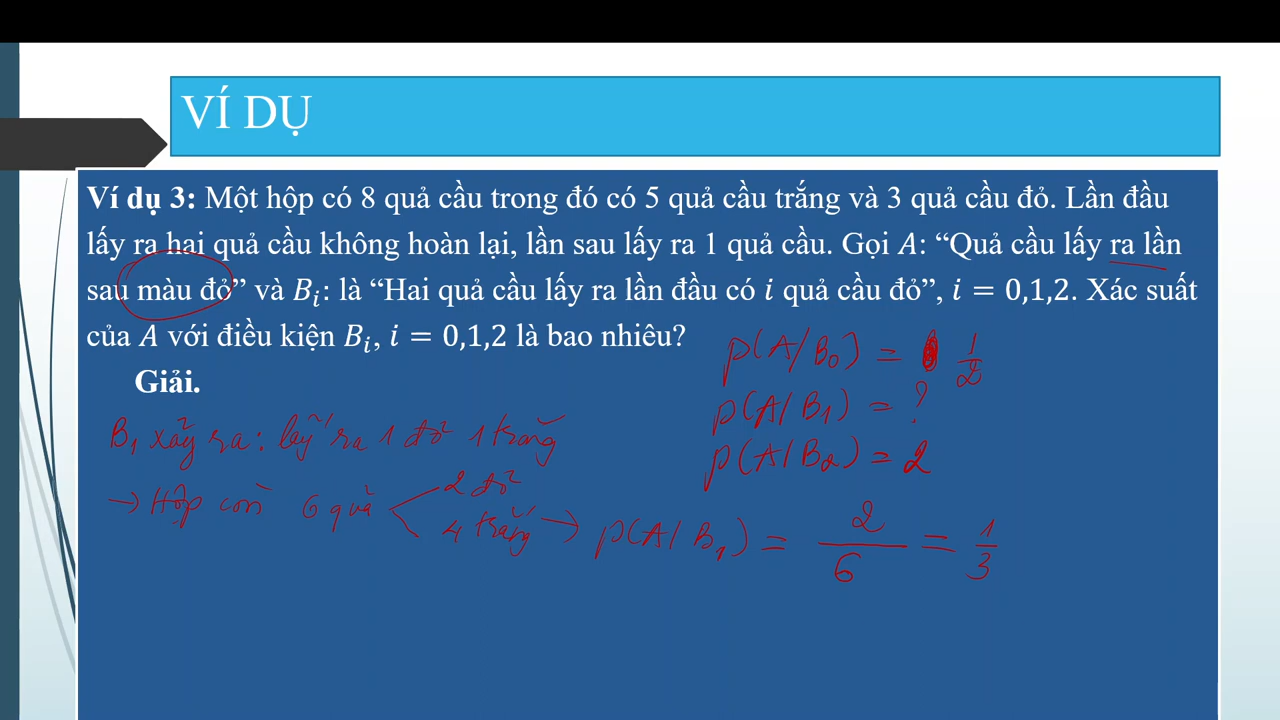 VÍ DỤ
Ví dụ 3: Một hộp có 8 quả cầu trong đó có 5 quả cầu trắng và 3 quả cầu đỏ. Lần đầu
lấy ra hai quả cầu không hoàn lại, lần sau lấy ra 1 quả cầu. Gọi A: “Quả cầu lấy ra lần
sau màu đỏ” và Bᵢ: là “Hai quả cầu lấy ra lần đầu có i quả cầu đỏ”, i = 0,1,2. Xác suất
của A với điều kiện Bᵢ, i = 0,1,2 là bao nhiêu?
P(A/B₀) = 1/2
Giải.
P(A/B₁) = ?
B₁ xảy ra: lấy ra 1 đỏ 1 trắng
P(A/B₂) = 2
→ Hộp còn 6 quả < 2 đỏ
4 trắng → P(A/B₁) = 2/6 = 1/3